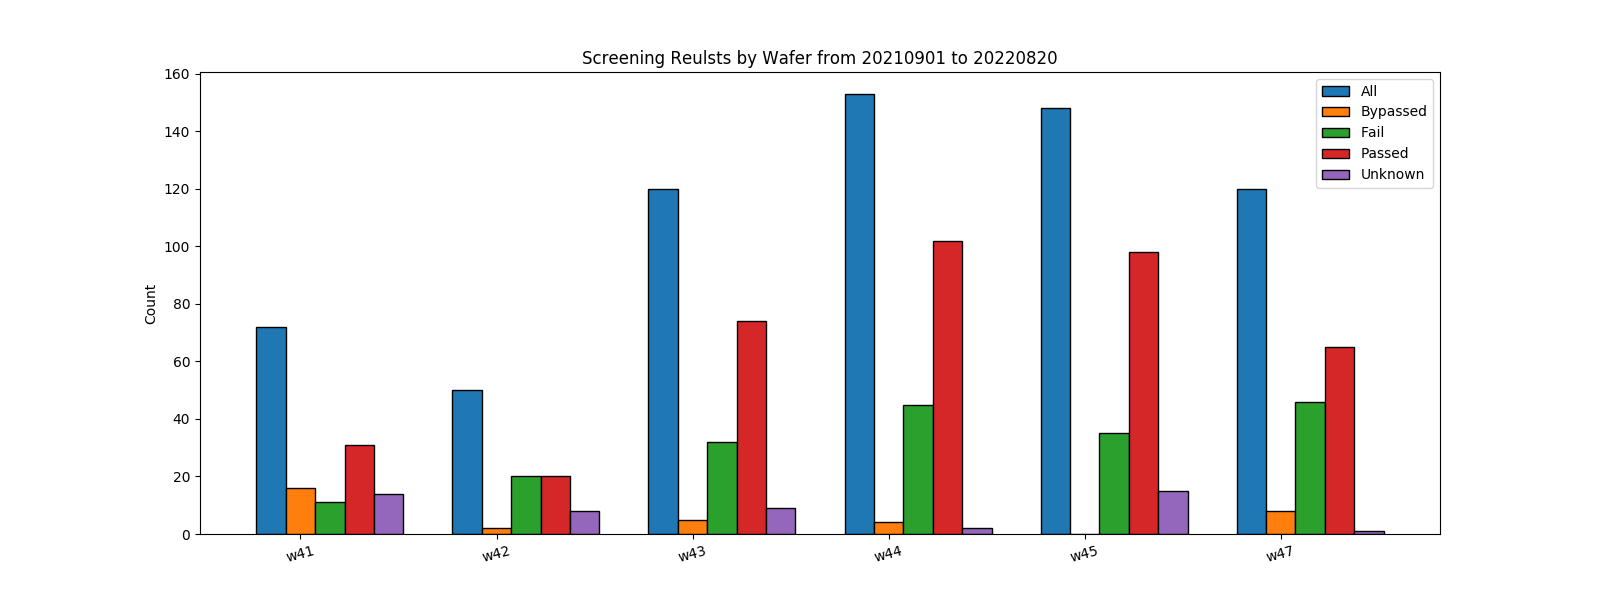 Screening Reulsts by Wafer from 20210901 to 20220820
160
140
120
100
80
60
40
20
0
Count
All
Bypassed
Fail
Passed
Unknown
w41
w42
w43
w44
w45
w47